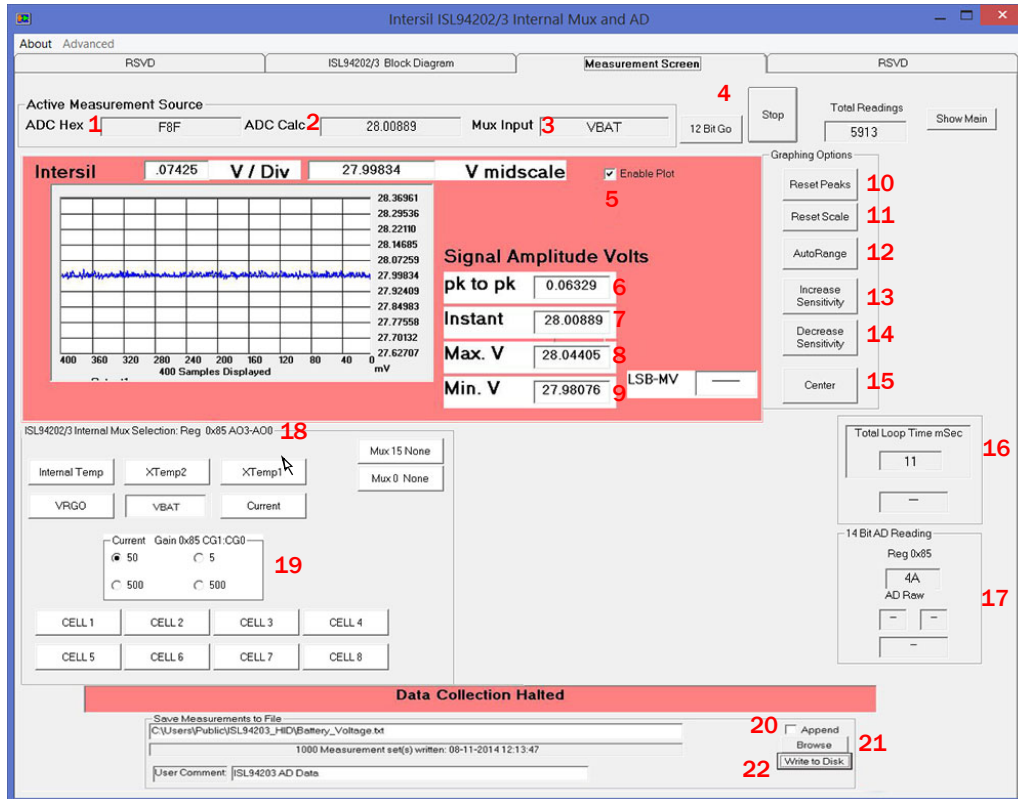 Intersil ISL94202/3 Internal Mux and AD
About Advanced
RSVD ISL94202/3 Block Diagram Measurement Screen RSVD
Active Measurement Source
ADC Hex 1 F8F ADC Calc 2 28.00889 Mux Input 3 VBAT
12 Bit Go
4
Stop
Total Readings
5913
Show Main
Intersil .07425 V / Div 27.99834 V midscale
Enable Plot
5
28.36961
28.29536
28.22110
28.14685
28.07259
27.99834
27.92409
27.84983
27.77558
27.70132
27.62707
400 360 320 280 240 200 160 120 80 40 0
mV
400 Samples Displayed
Signal Amplitude Volts
pk to pk 0.06329 6
Instant 28.00889 7
Max. V 28.04405 8
Min. V 27.98076 9
LSB-MV —
Graphing Options
Reset Peaks 10
Reset Scale 11
AutoRange 12
Increase
Sensitivity
13
Decrease
Sensitivity
14
Center 15
ISL94202/3 Internal Mux Selection: Reg 0x85 AO3-AO0 18
Internal Temp XTemp2 XTemp1
Mux 15 None
Mux 0 None
VRGO VBAT Current
Current Gain 0x85 CG1:CG0
50 5
500 500
19
CELL 1 CELL 2 CELL 3 CELL 4
CELL 5 CELL 6 CELL 7 CELL 8
Total Loop Time mSec
11
16
–
14 Bit AD Reading
Reg 0x85
4A
AD Raw
17
– –
–
Data Collection Halted
Save Measurements to File
C:\Users\Public\ISL94203_HID\Battery_Voltage.txt
1000 Measurement set(s) written: 08-11-2014 12:13:47
User Comment ISL94203 AD Data
20 Append
Browse 21
22 Write to Disk